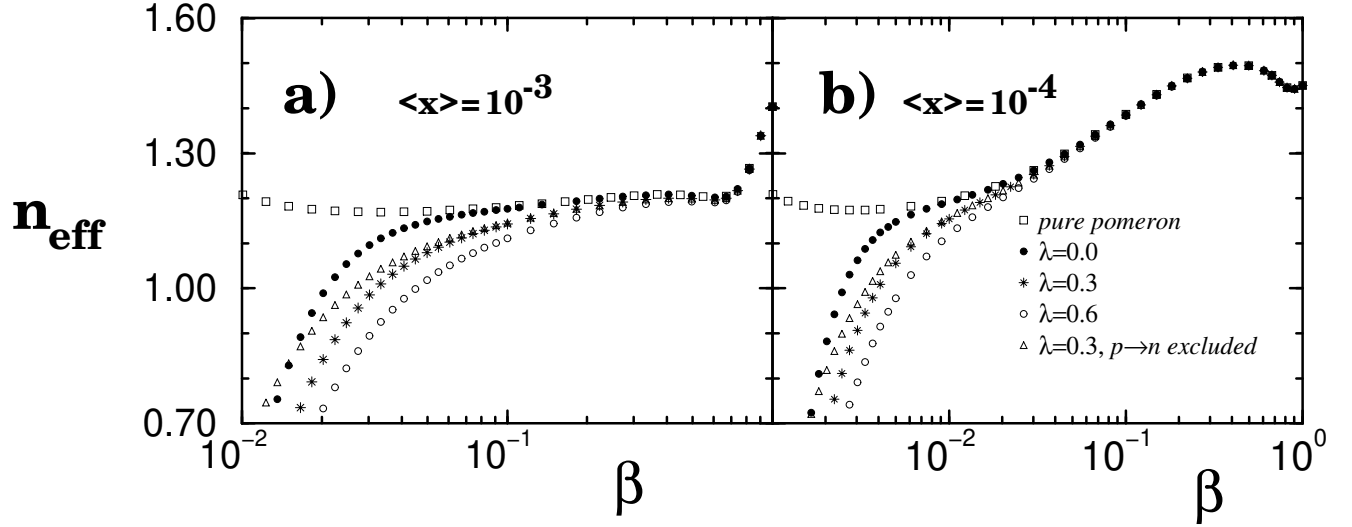 1.60
a) <x>=10^-3
b) <x>=10^-4
1.30
n_eff
pure pomeron
λ=0.0
1.00
λ=0.3
λ=0.6
λ=0.3, p→n excluded
0.70
10^-2
10^-1
10^-2
10^-1
10^0
β
β